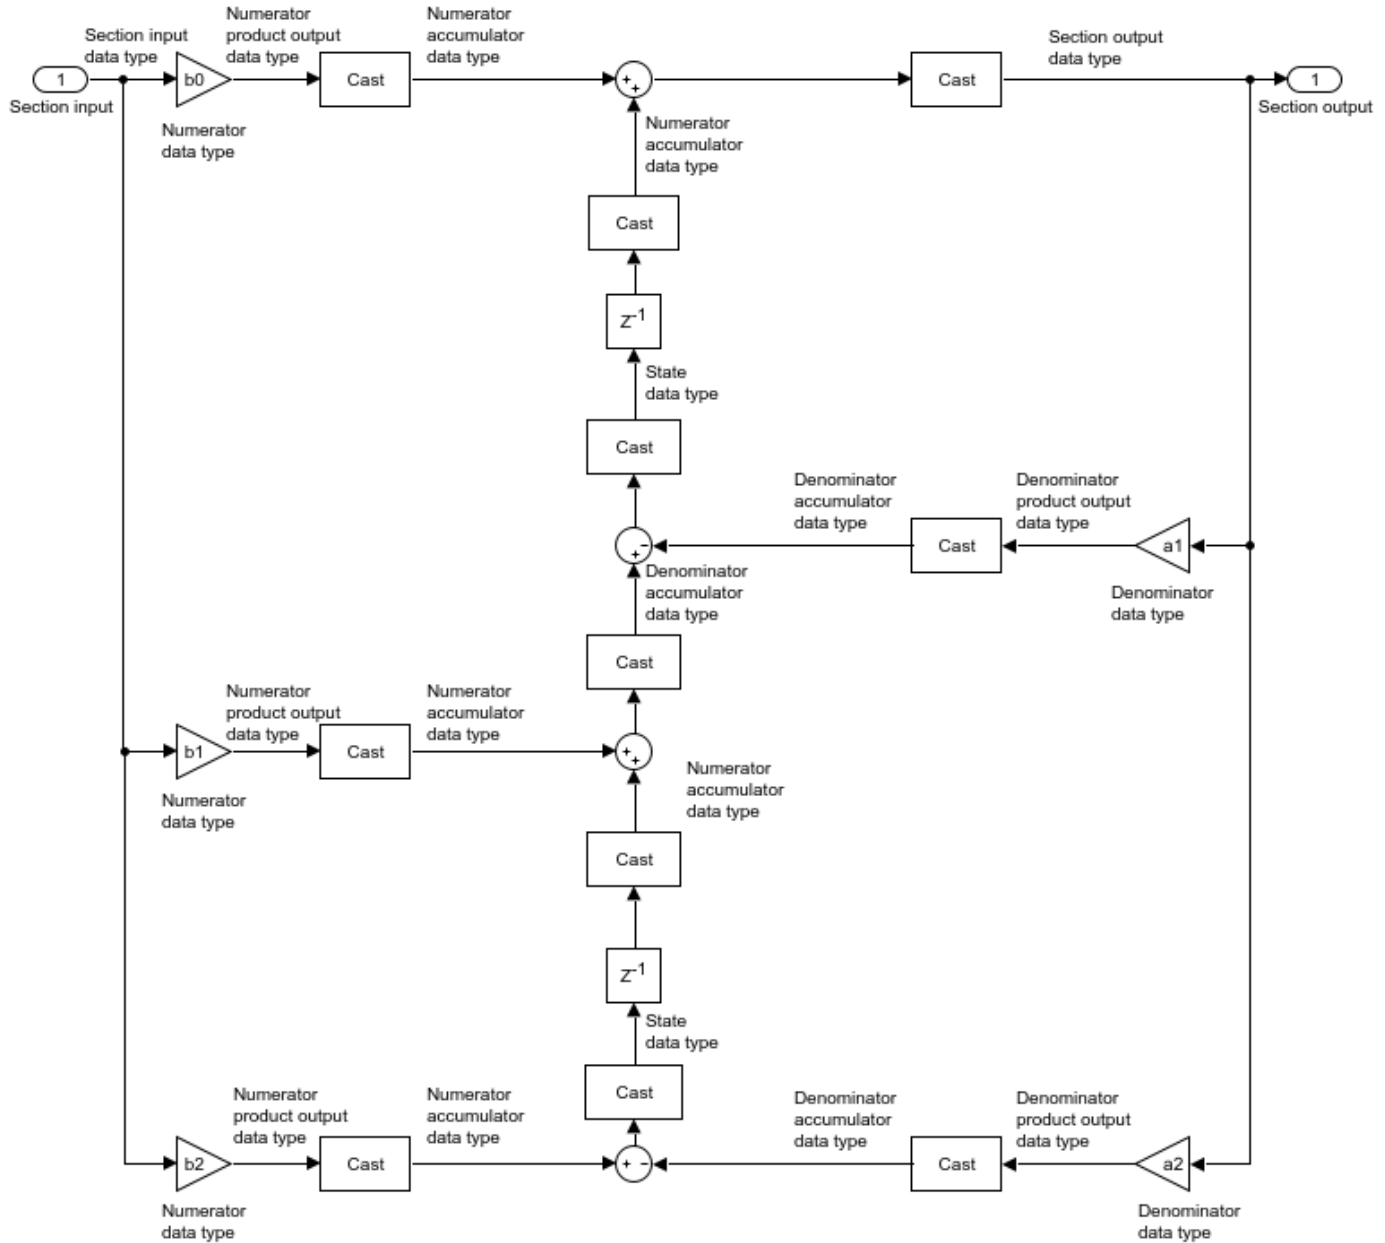 Section input
data type
Numerator
product output
data type
Numerator
accumulator
data type
Section output
data type
1
b0
Cast
+
+
Cast
1
Section input
Section output
Numerator
data type
Numerator
accumulator
data type
Cast
Z-1
State
data type
Cast
Denominator
accumulator
data type
Denominator
product output
data type
-
+
Cast
a1
Denominator
accumulator
data type
Denominator
data type
Cast
Numerator
product output
data type
Numerator
accumulator
data type
b1
Cast
+
+
Numerator
accumulator
data type
Numerator
data type
Cast
Z-1
State
data type
Cast
Numerator
product output
data type
Numerator
accumulator
data type
Denominator
accumulator
data type
Denominator
product output
data type
b2
Cast
+ -
Cast
a2
Numerator
data type
Denominator
data type